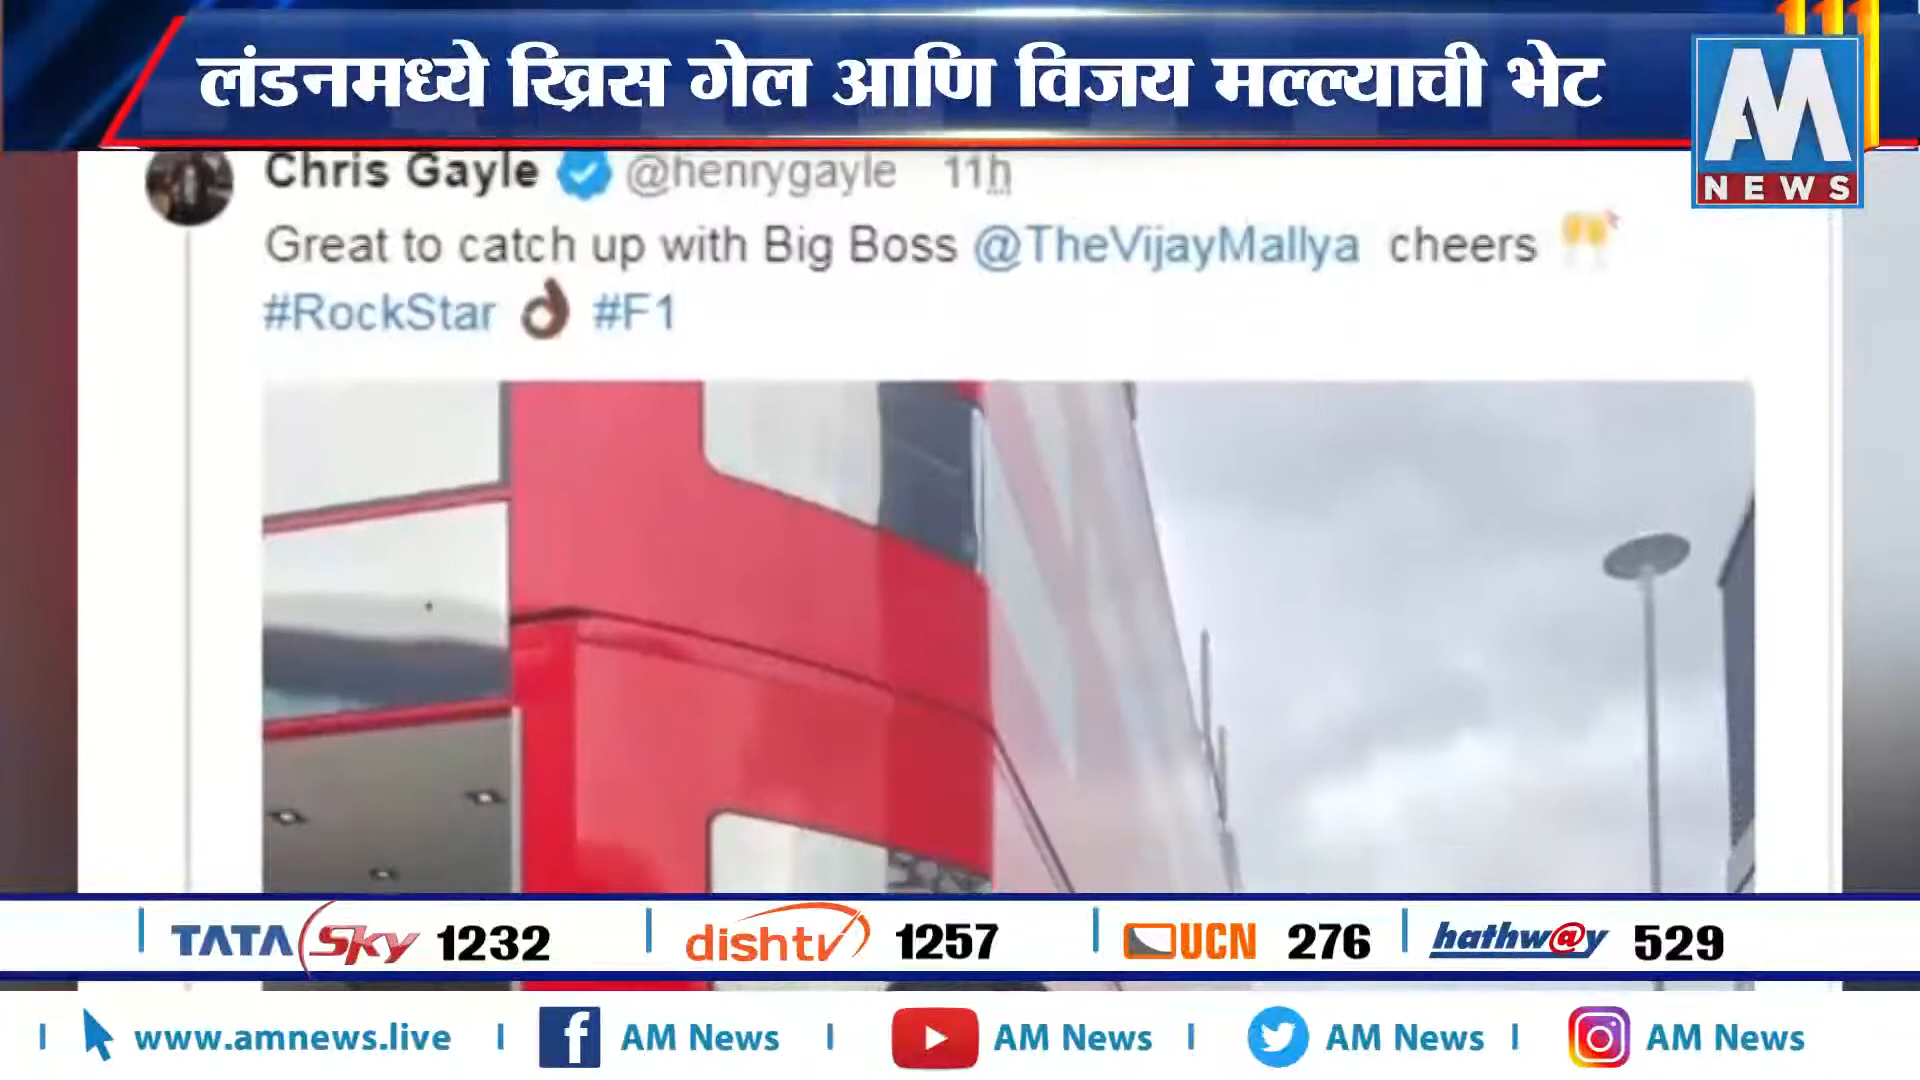 लंडनमध्ये ख्रिस गेल आणि विजय मल्ल्याची भेट
AM
NEWS
Chris Gayle @henrygayle 11h
Great to catch up with Big Boss @TheVijayMallya cheers
#RockStar #F1
TATA Sky 1232 dishtv 1257 UCN 276 hathw@y 529
www.amnews.live AM News AM News AM News AM News